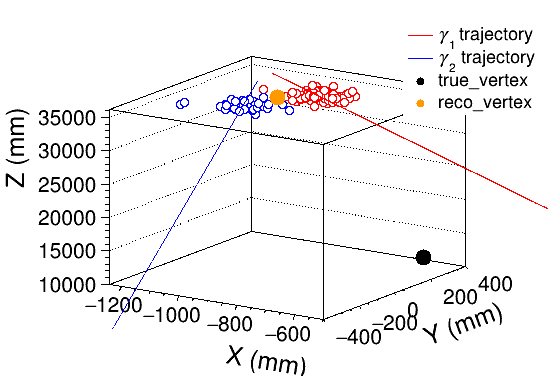 γ1 trajectory
γ2 trajectory
true_vertex
reco_vertex
Z (mm)
35000
30000
25000
20000
15000
10000
−1200
−1000
−800
−600
X (mm)
−400
−200
0
200
400
Y (mm)